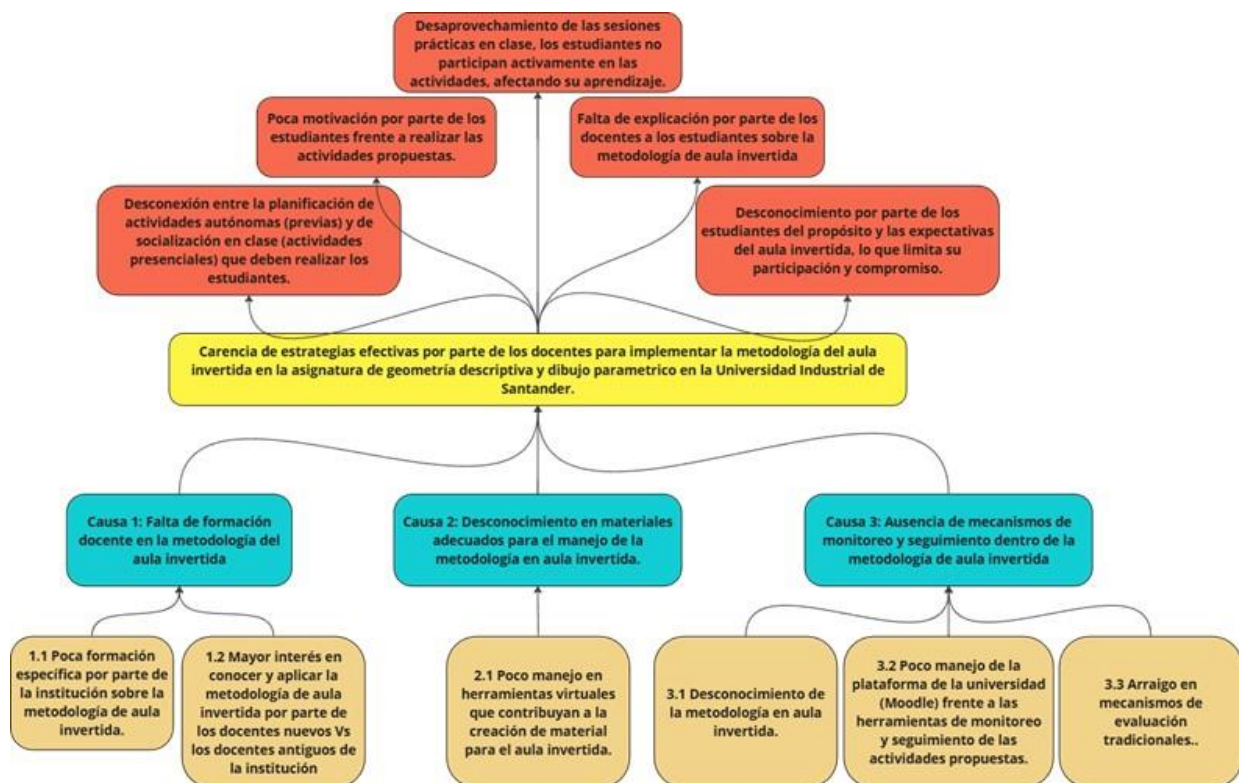 Desaprovechamiento de las sesiones
prácticas en clase, los estudiantes no
participan activamente en las
actividades, afectando su aprendizaje.
Poca motivación por parte de los
estudiantes frente a realizar las
actividades propuestas.
Falta de explicación por parte de los
docentes a los estudiantes sobre la
metodología de aula invertida
Desconexión entre la planificación de
actividades autónomas (previas) y de
socialización en clase (actividades
presenciales) que deben realizar los
estudiantes.
Desconocimiento por parte de los
estudiantes del propósito y las expectativas
del aula invertida, lo que limita su
participación y compromiso.
Carencia de estrategias efectivas por parte de los docentes para implementar la metodología del aula
invertida en la asignatura de geometría descriptiva y dibujo parametrico en la Universidad Industrial de
Santander.
Causa 1: Falta de formación
docente en la metodología del
aula invertida
Causa 2: Desconocimiento en materiales
adecuados para el manejo de la
metodología en aula invertida.
Causa 3: Ausencia de mecanismos de
monitoreo y seguimiento dentro de la
metodología de aula invertida
1.1 Poca formación
específica por parte de
la institución sobre la
metodología de aula
invertida.
1.2 Mayor interés en
conocer y aplicar la
metodología de aula
invertida por parte de
los docentes nuevos Vs
los docentes antiguos de
la institución
2.1 Poco manejo en
herramientas virtuales
que contribuyan a la
creación de material
para el aula invertida.
3.1 Desconocimiento de
la metodología en aula
invertida.
3.2 Poco manejo de la
plataforma de la universidad
(Moodle) frente a las
herramientas de monitoreo
y seguimiento de las
actividades propuestas.
3.3 Arraigo en
mecanismos de
evaluación
tradicionales..